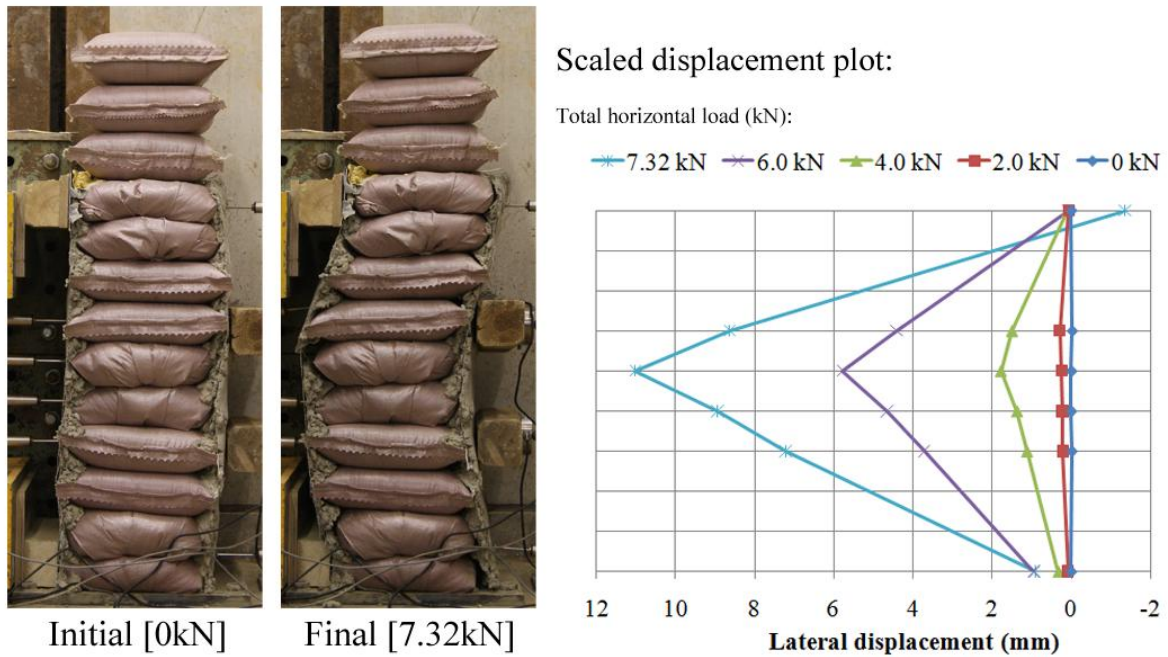 Scaled displacement plot:
Total horizontal load (kN):
7.32 kN 6.0 kN 4.0 kN 2.0 kN 0 kN
12 10 8 6 4 2 0 -2
Lateral displacement (mm)
Initial [0kN] Final [7.32kN]